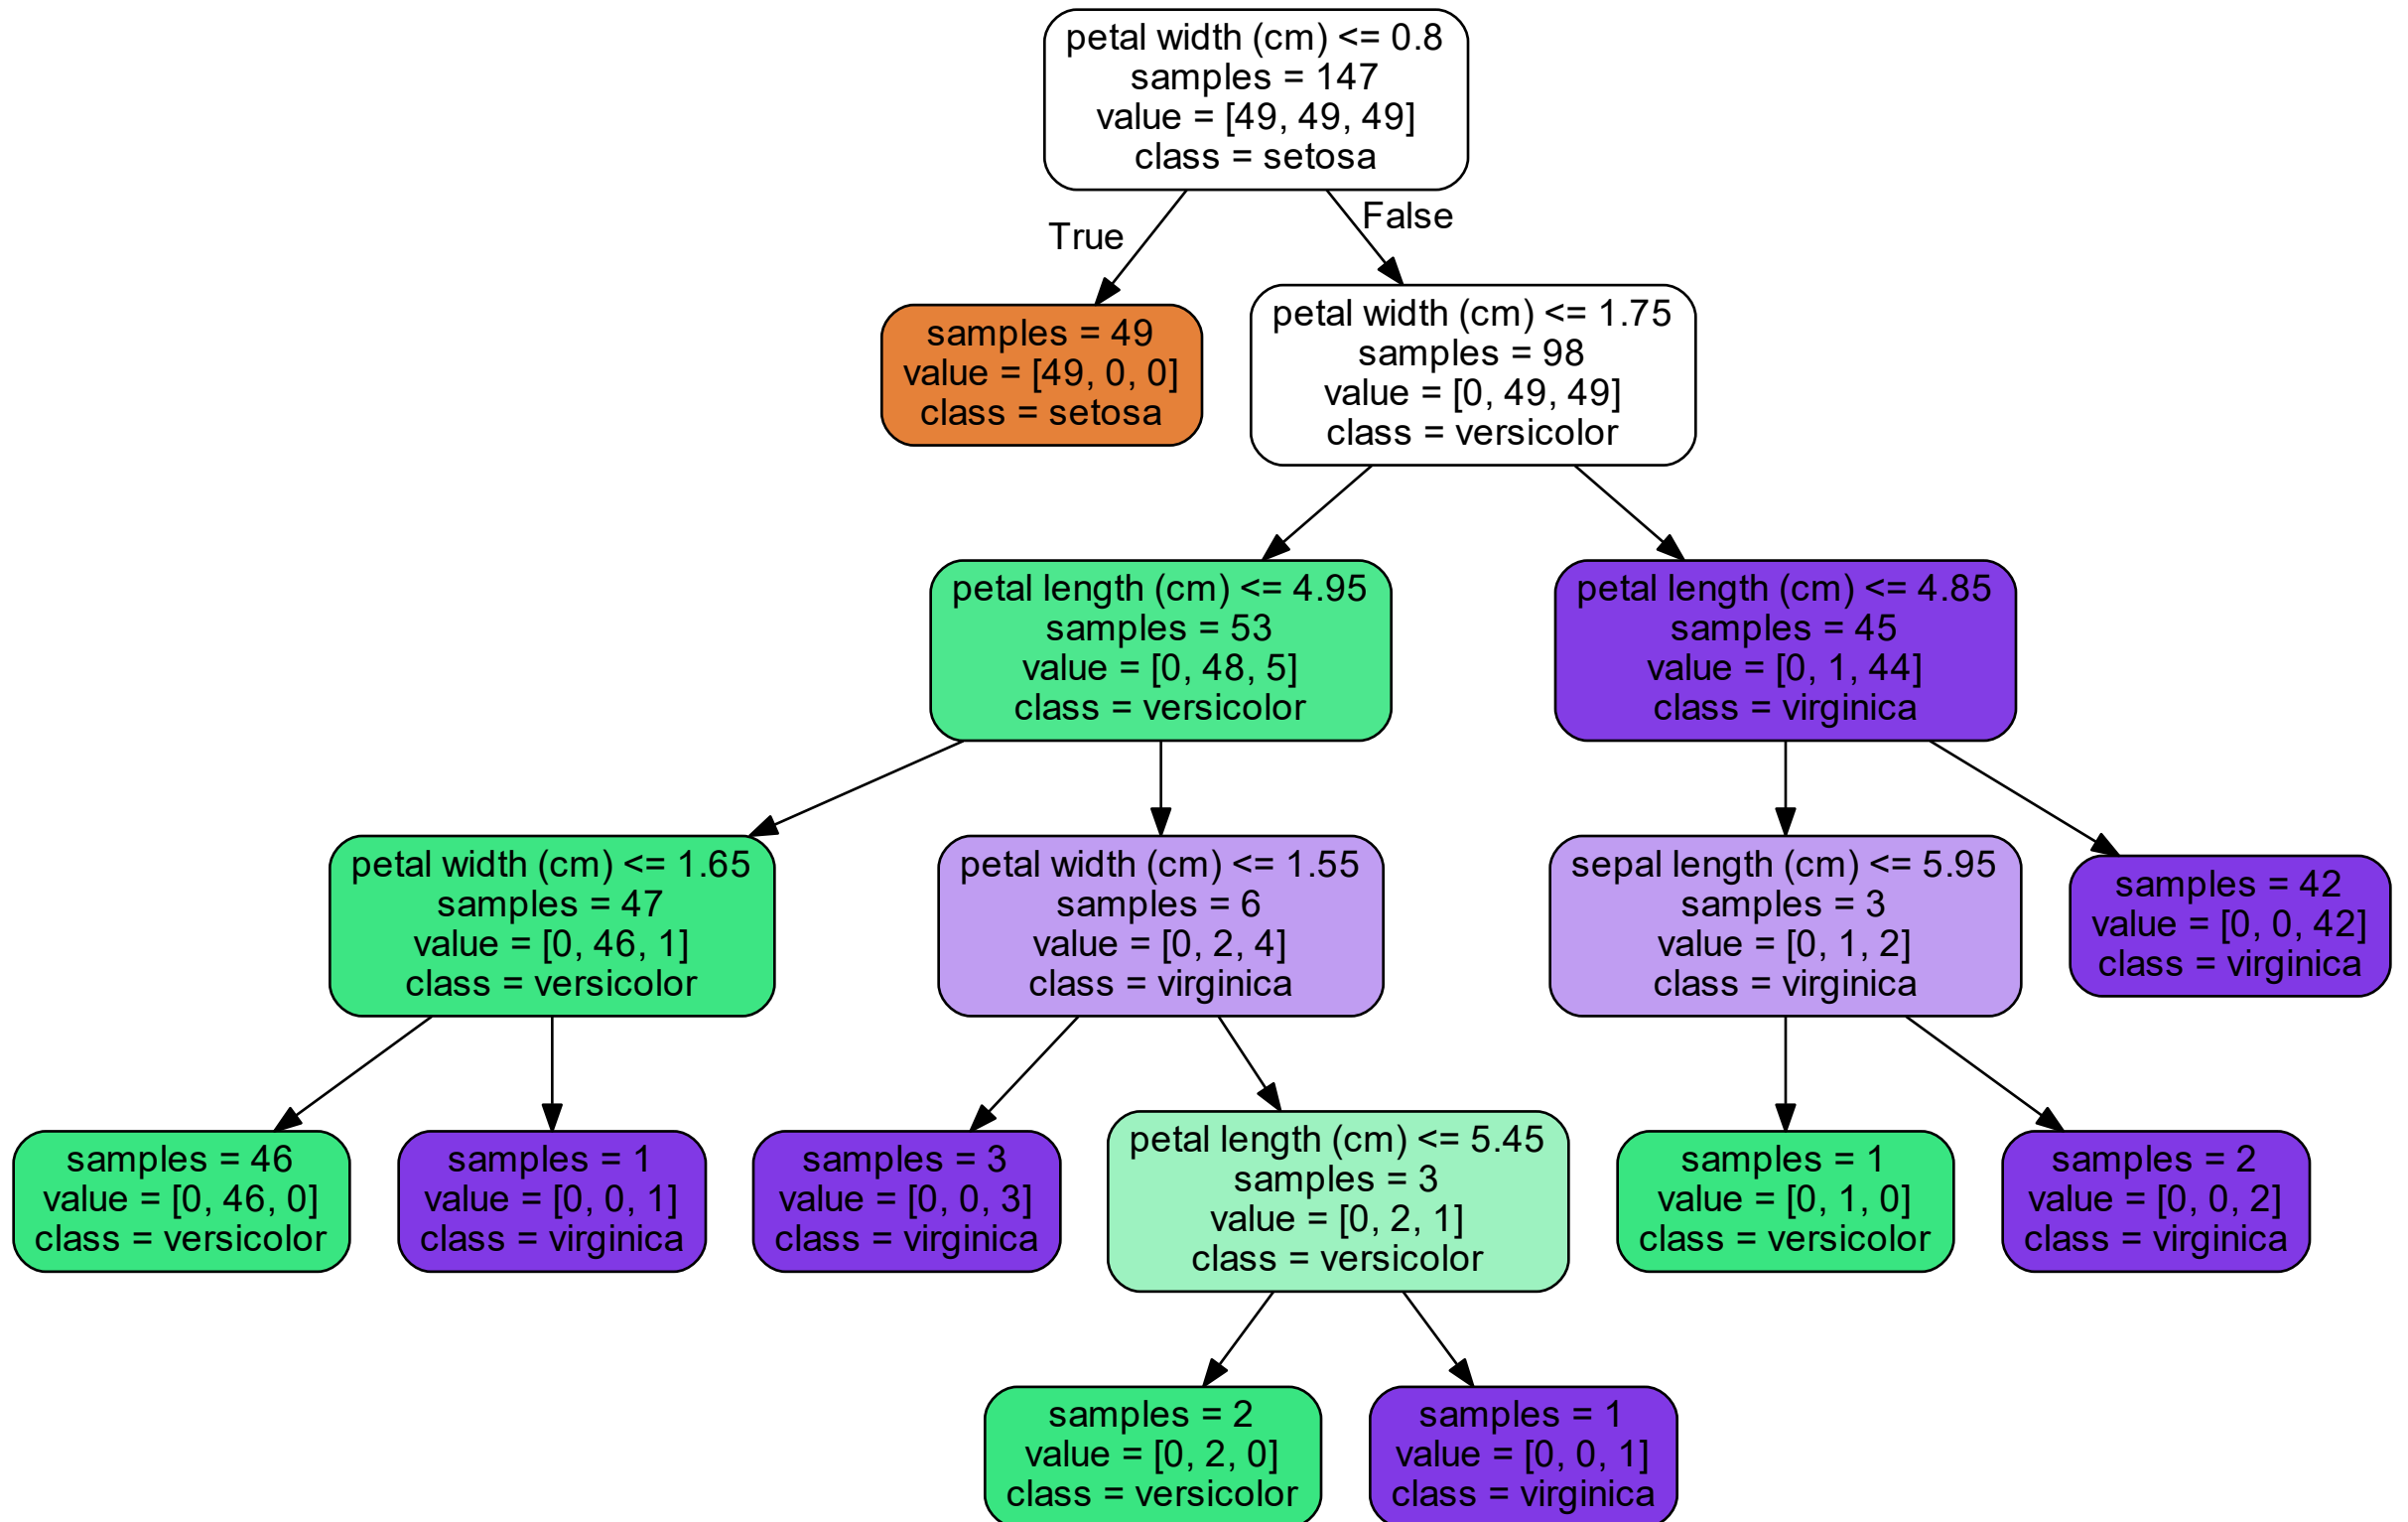 petal width (cm) <= 0.8
samples = 147
value = [49, 49, 49]
class = setosa
True
False
samples = 49
value = [49, 0, 0]
class = setosa
petal width (cm) <= 1.75
samples = 98
value = [0, 49, 49]
class = versicolor
petal length (cm) <= 4.95
samples = 53
value = [0, 48, 5]
class = versicolor
petal length (cm) <= 4.85
samples = 45
value = [0, 1, 44]
class = virginica
petal width (cm) <= 1.65
samples = 47
value = [0, 46, 1]
class = versicolor
petal width (cm) <= 1.55
samples = 6
value = [0, 2, 4]
class = virginica
sepal length (cm) <= 5.95
samples = 3
value = [0, 1, 2]
class = virginica
samples = 42
value = [0, 0, 42]
class = virginica
samples = 46
value = [0, 46, 0]
class = versicolor
samples = 1
value = [0, 0, 1]
class = virginica
samples = 3
value = [0, 0, 3]
class = virginica
petal length (cm) <= 5.45
samples = 3
value = [0, 2, 1]
class = versicolor
samples = 1
value = [0, 1, 0]
class = versicolor
samples = 2
value = [0, 0, 2]
class = virginica
samples = 2
value = [0, 2, 0]
class = versicolor
samples = 1
value = [0, 0, 1]
class = virginica